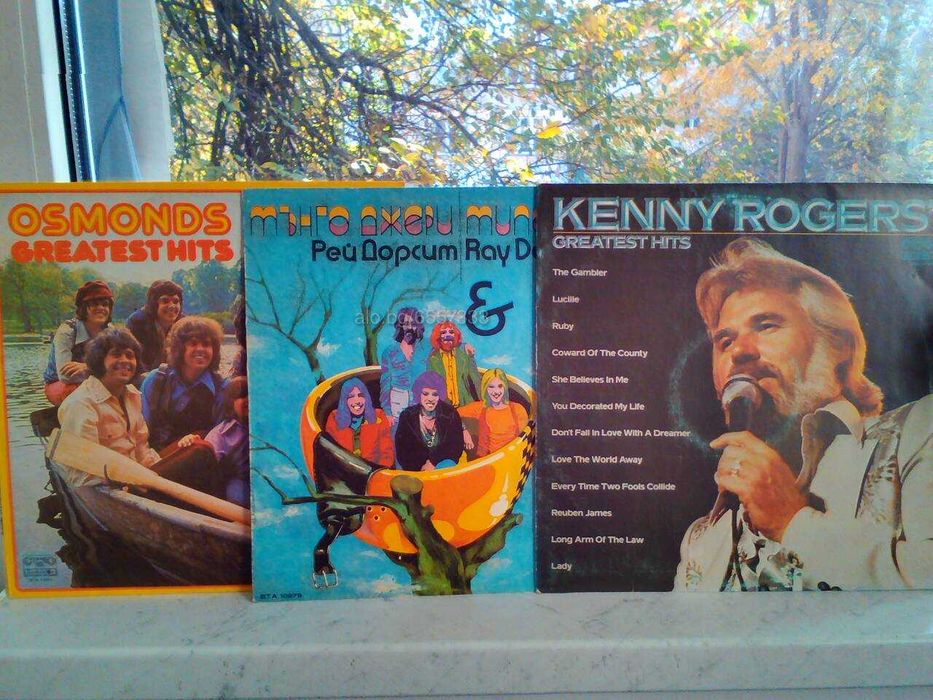 OSMONDS
GREATEST HITS
МЪНГО ДЖЕРИ
Рей Дорсит
Ray
&
ВТА 10978
KENNY ROGERS
GREATEST HITS
The Gambler
Lucille
Ruby
Coward Of The County
She Believes In Me
You Decorated My Life
Don't Fall In Love With A Dreamer
Love The World Away
Every Time Two Fools Collide
Reuben James
Long Arm Of The Law
Lady